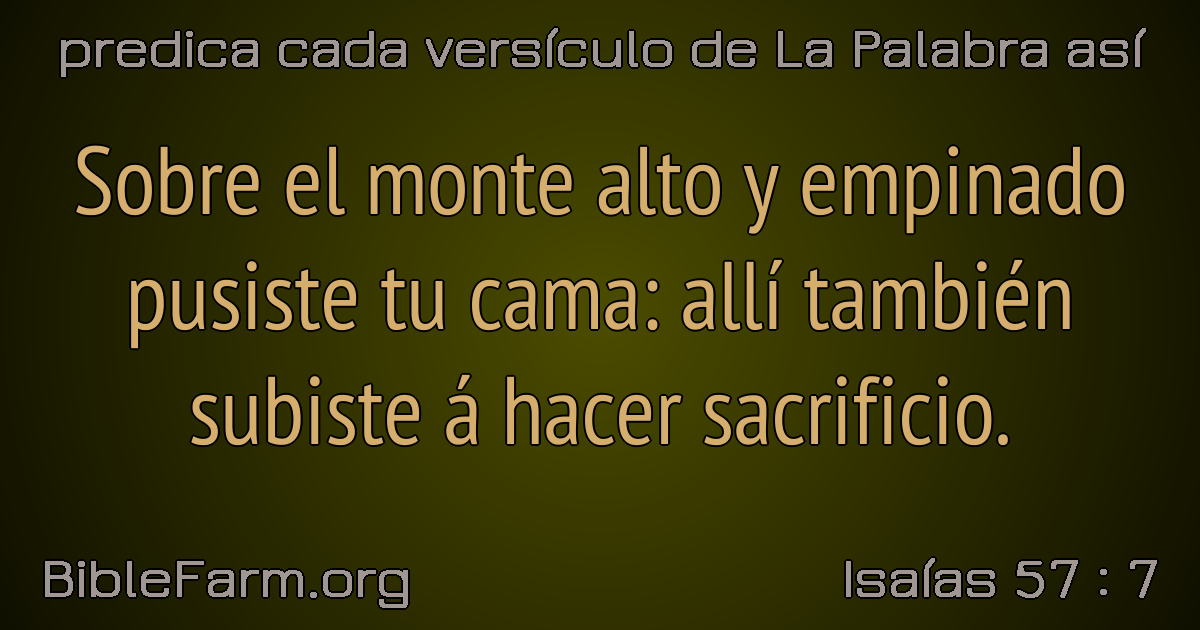 predica cada versículo de La Palabra así
Sobre el monte alto y empinado
pusiste tu cama: allí también
subiste á hacer sacrificio.
BibleFarm.org
Isaías 57 : 7